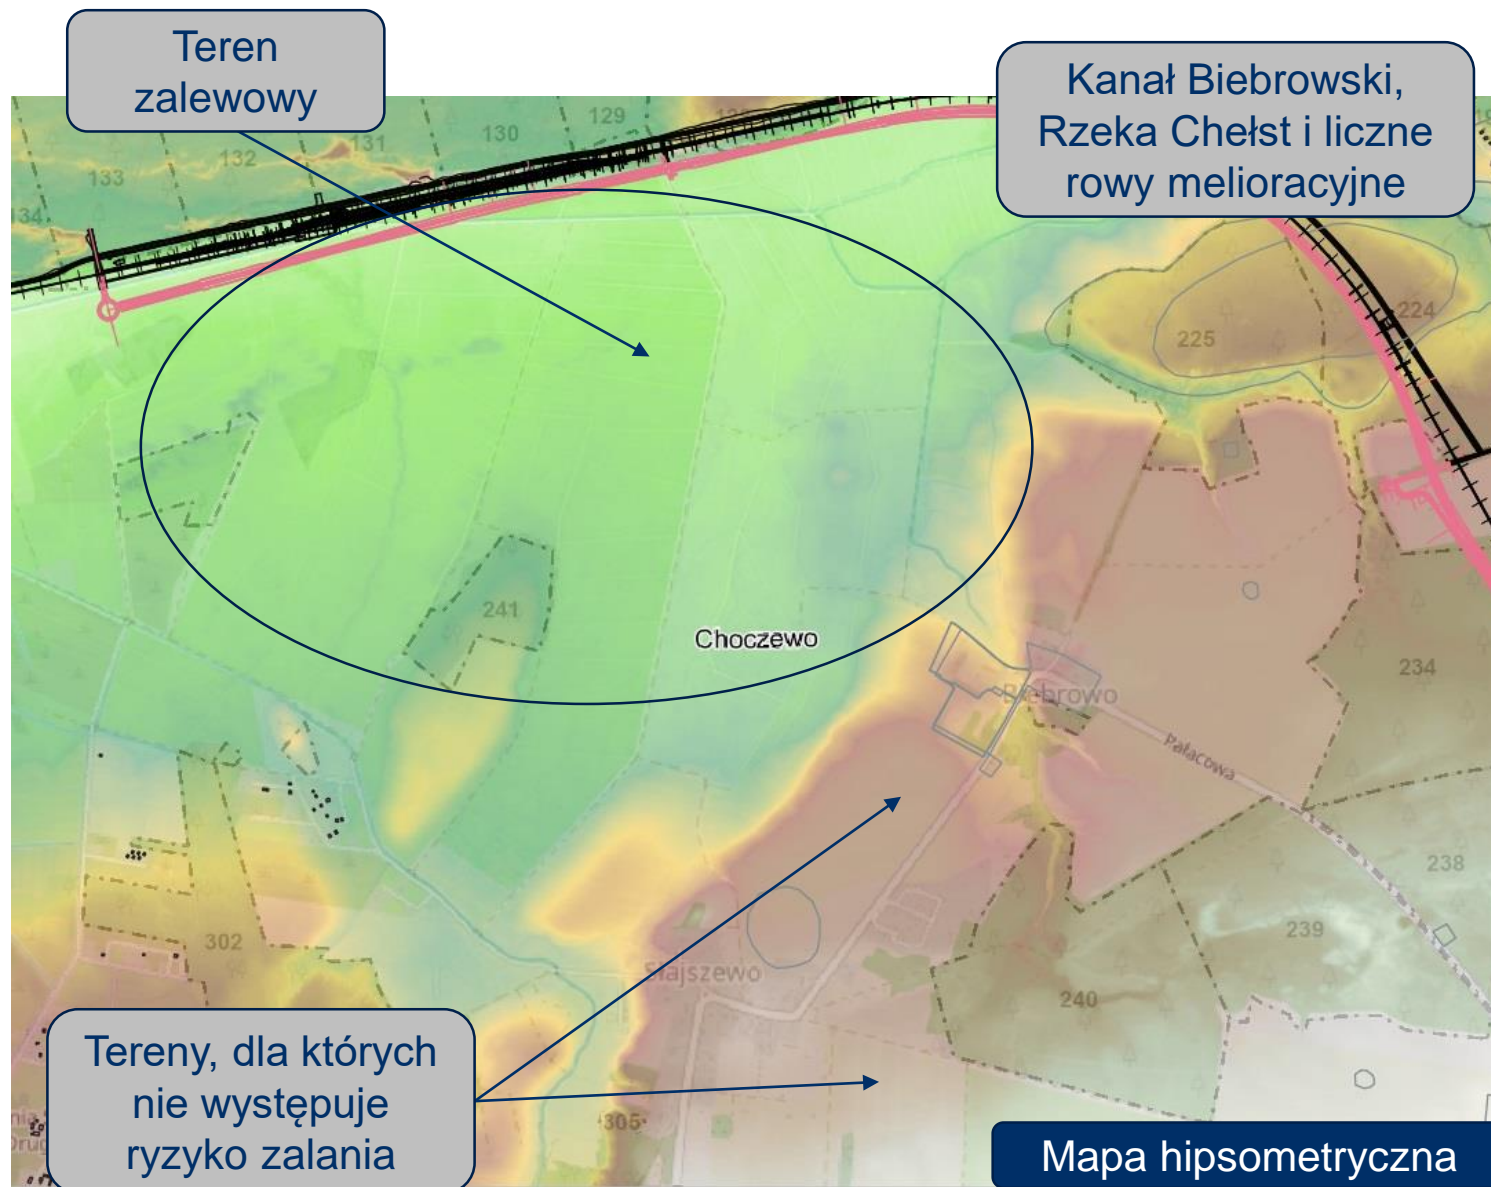 Teren
zalewowy
Kanał Biebrowski,
Rzeka Chełst i liczne
rowy melioracyjne
129
130
131
132
133
134
224
225
241
Choczewo
234
Biebrowo
Pałacowa
238
302
239
Słajszewo
240
Tereny, dla których
nie występuje
ryzyko zalania
305
Mapa hipsometryczna